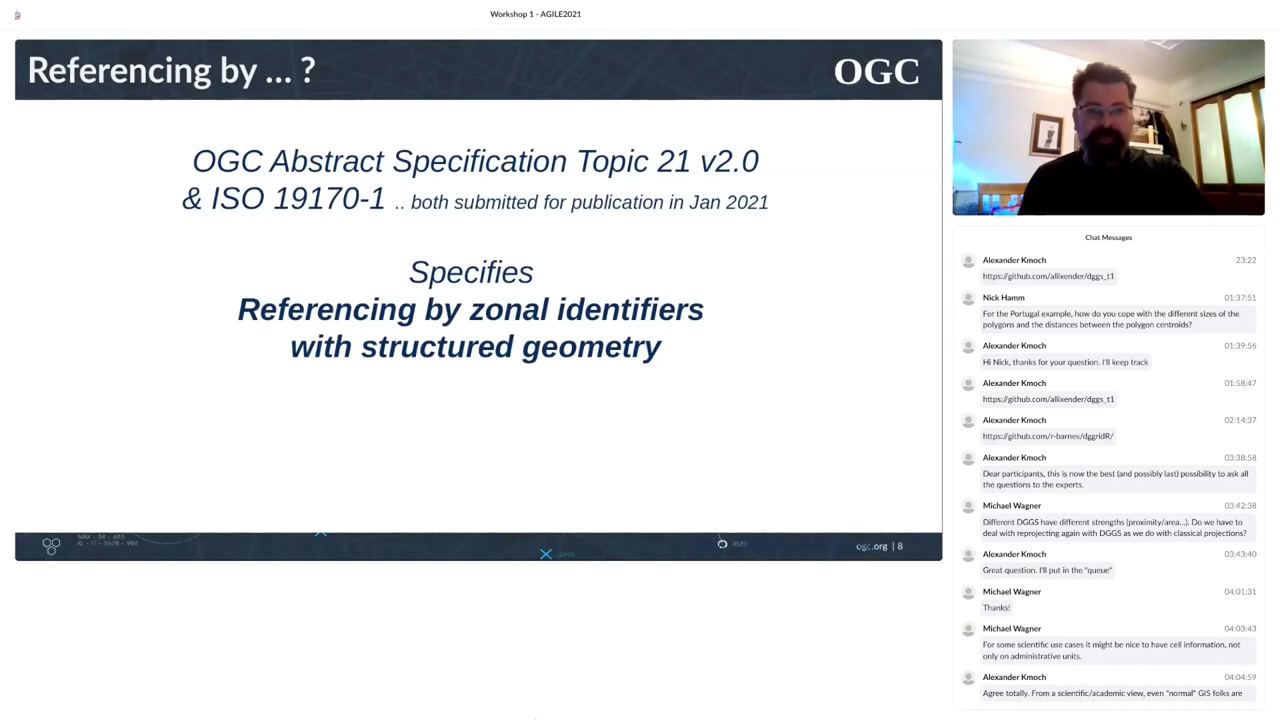 Workshop 1 - AGILE2021
Referencing by ... ?
OGC
OGC Abstract Specification Topic 21 v2.0
& ISO 19170-1 .. both submitted for publication in Jan 2021
Specifies
Referencing by zonal identifiers
with structured geometry
ogc.org | 8
Chat Messages
Alexander Kmoch 23:22
https://github.com/allixender/dggs_t1
Nick Hamm 01:37:51
For the Portugal example, how do you cope with the different sizes of the
polygons and the distances between the polygon centroids?
Alexander Kmoch 01:39:56
Hi Nick, thanks for your question. I'll keep track
Alexander Kmoch 01:58:47
https://github.com/allixender/dggs_t1
Alexander Kmoch 02:14:37
https://github.com/r-barnes/dggridR/
Alexander Kmoch 03:38:58
Dear participants, this is now the best (and possibly last) possibility to ask all
the questions to the experts.
Michael Wagner 03:42:38
Different DGGS have different strengths (proximity/area...). Do we have to
deal with reprojecting again with DGGS as we do with classical projections?
Alexander Kmoch 03:43:40
Great question. I'll put in the "queue"
Michael Wagner 04:01:31
Thanks!
Michael Wagner 04:03:43
For some scientific use cases it might be nice to have cell information, not
only on administrative units.
Alexander Kmoch 04:04:59
Agree totally. From a scientific/academic view, even "normal" GIS folks are